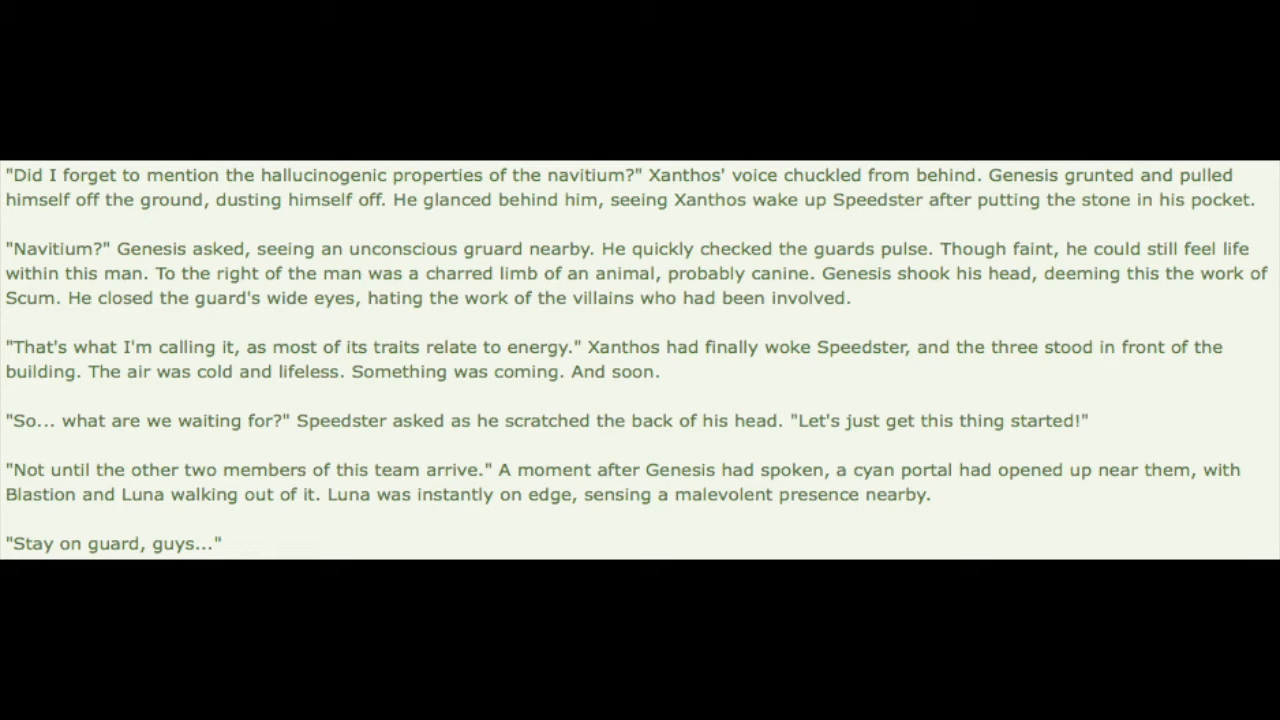 "Did I forget to mention the hallucinogenic properties of the navitium?" Xanthos' voice chuckled from behind. Genesis grunted and pulled
himself off the ground, dusting himself off. He glanced behind him, seeing Xanthos wake up Speedster after putting the stone in his pocket.
"Navitium?" Genesis asked, seeing an unconscious gruard nearby. He quickly checked the guards pulse. Though faint, he could still feel life
within this man. To the right of the man was a charred limb of an animal, probably canine. Genesis shook his head, deeming this the work of
Scum. He closed the guard's wide eyes, hating the work of the villains who had been involved.
"That's what I'm calling it, as most of its traits relate to energy." Xanthos had finally woke Speedster, and the three stood in front of the
building. The air was cold and lifeless. Something was coming. And soon.
"So... what are we waiting for?" Speedster asked as he scratched the back of his head. "Let's just get this thing started!"
"Not until the other two members of this team arrive." A moment after Genesis had spoken, a cyan portal had opened up near them, with
Blastion and Luna walking out of it. Luna was instantly on edge, sensing a malevolent presence nearby.
"Stay on guard, guys..."